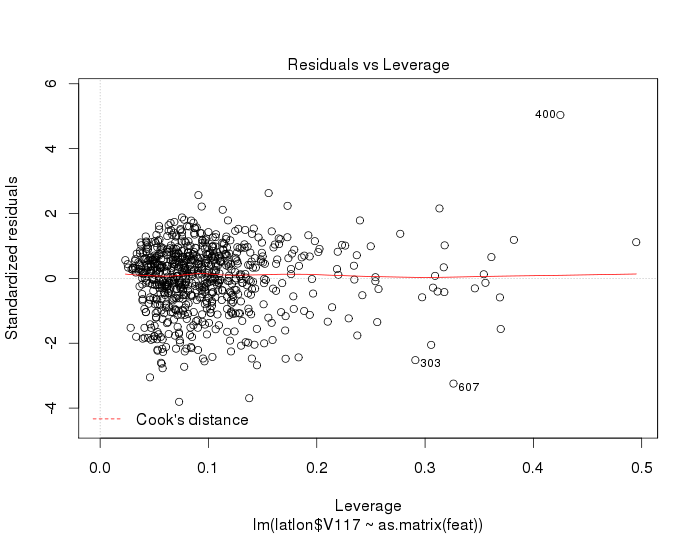 Residuals vs Leverage
Standardized residuals
6
4
2
0
-2
-4
400
303
607
Cook's distance
0.0 0.1 0.2 0.3 0.4 0.5
Leverage
lm(latlon$V117 ~ as.matrix(feat))